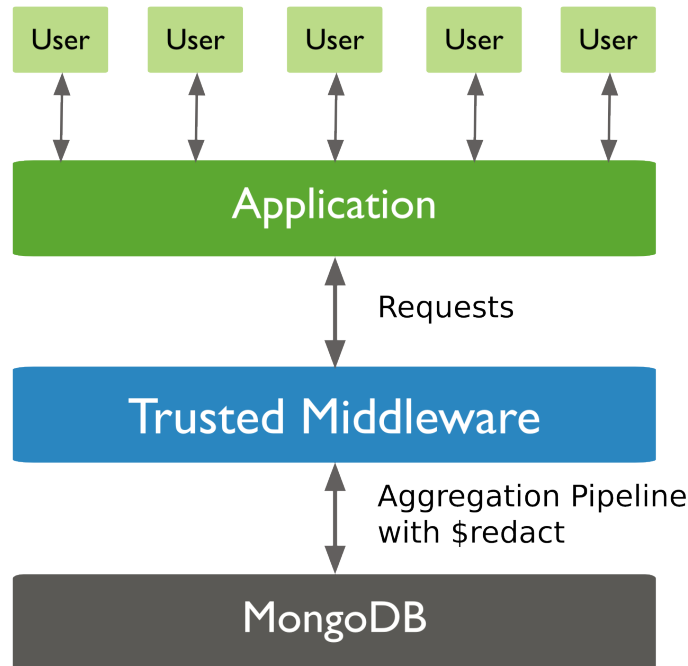 User User User User User
Application
Requests
Trusted Middleware
Aggregation Pipeline
with $redact
MongoDB